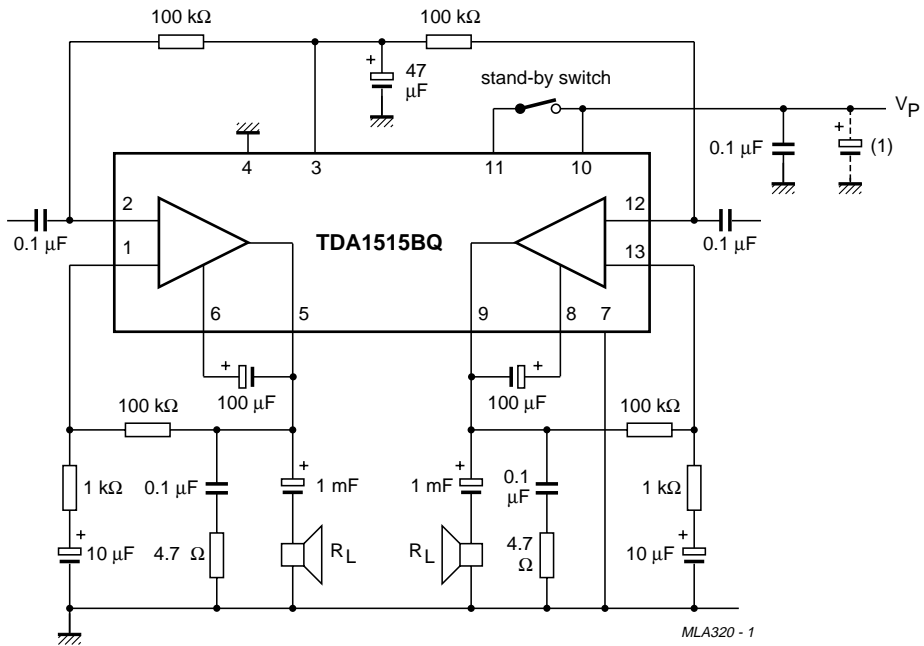 100 kΩ
100 kΩ
+
47
μF
stand-by switch
VP
4
3
11
10
0.1 μF
+
(1)
2
12
0.1 μF
TDA1515BQ
0.1 μF
1
13
6
5
9
8
7
+
100 μF
+
100 μF
100 kΩ
100 kΩ
+
+
1 kΩ
0.1 μF
1 mF
1 mF
0.1
μF
1 kΩ
+
+
10 μF
4.7 Ω
RL
RL
4.7
Ω
10 μF
MLA320 - 1